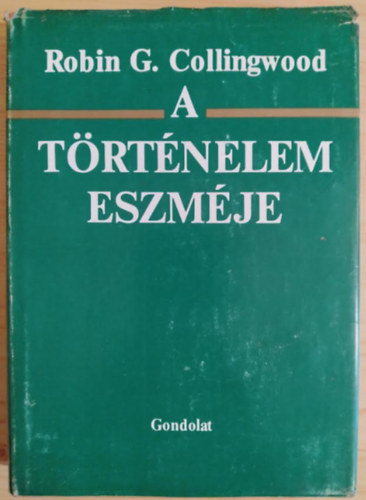 Robin G. Collingwood
A
TÖRTÉNELEM
ESZMÉJE
Gondolat